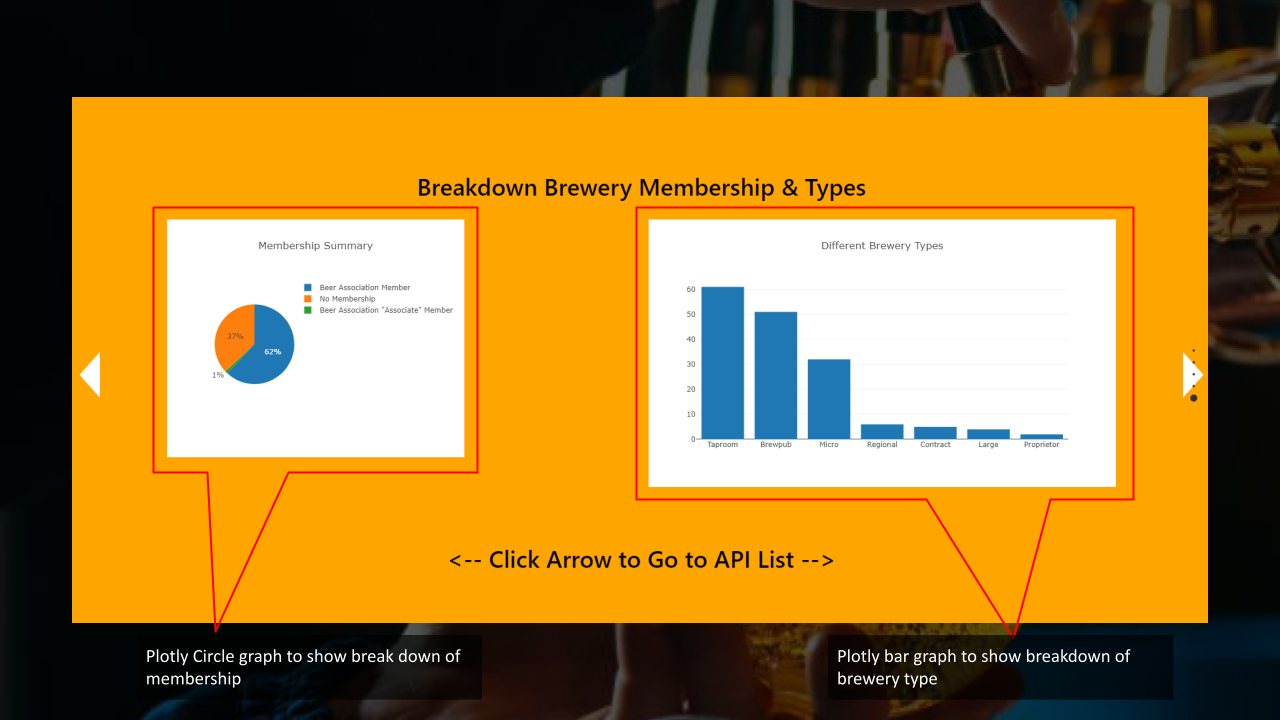 Breakdown Brewery Membership & Types
Membership Summary
Beer Association Member
No Membership
Beer Association "Associate" Member
37%
62%
1%
Different Brewery Types
60
50
40
30
20
10
0
Taproom Brewpub Micro Regional Contract Large Proprietor
<-- Click Arrow to Go to API List -->
Plotly Circle graph to show break down of
membership
Plotly bar graph to show breakdown of
brewery type